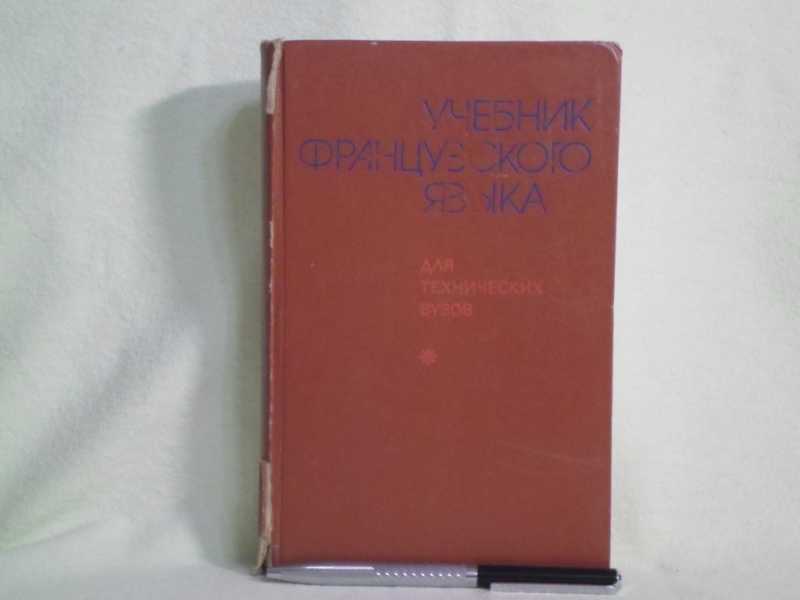 УЧЕБНИК
ФРАНЦУЗСКОГО
ЯЗЫКА
ДЛЯ
ТЕХНИЧЕСКИХ
ВУЗОВ